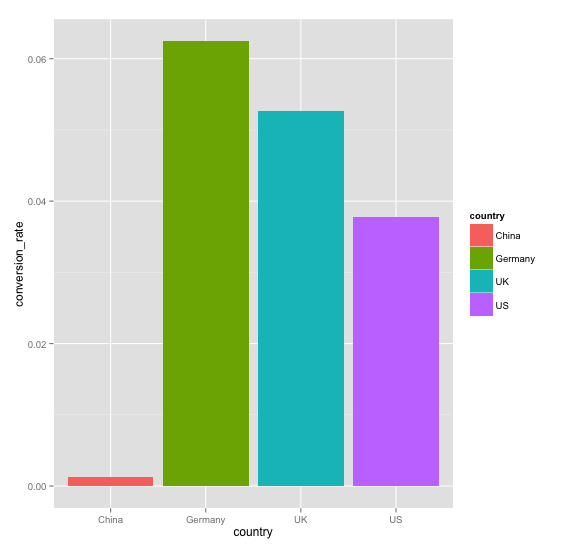 0.06
0.04
0.02
0.00
conversion_rate
China
Germany
UK
US
country
country
China
Germany
UK
US